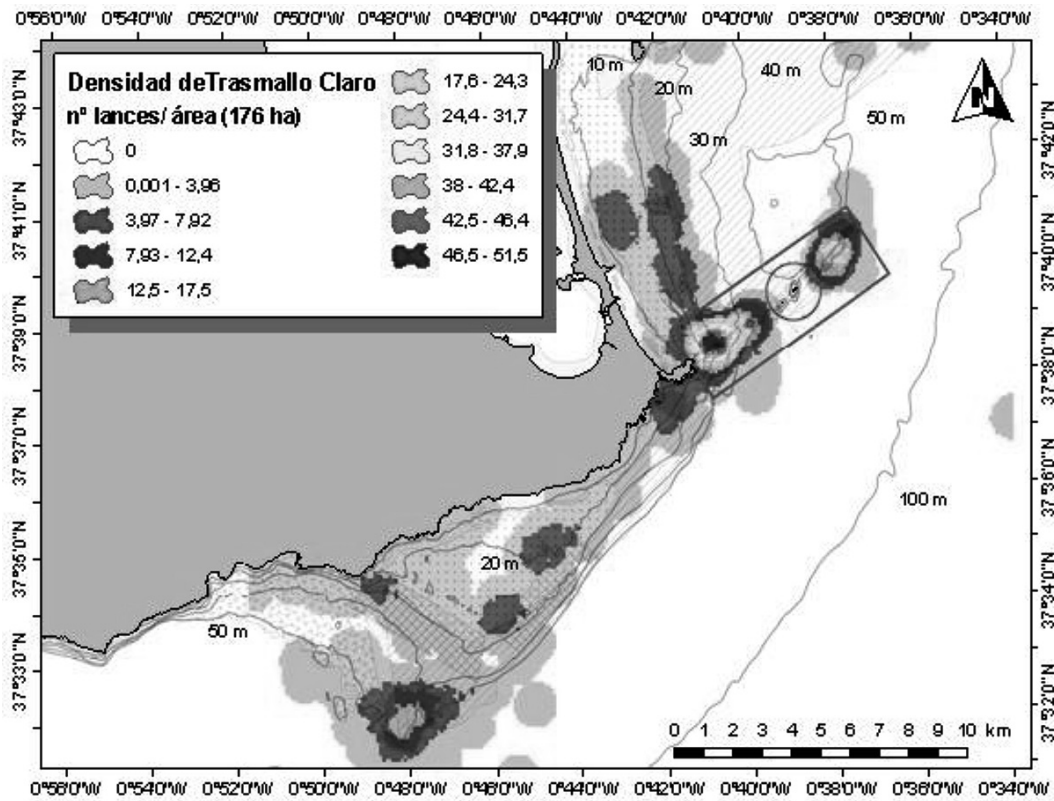 0°56'0"W 0°54'0"W 0°52'0"W 0°50'0"W 0°48'0"W 0°46'0"W 0°44'0"W 0°42'0"W 0°40'0"W 0°38'0"W 0°36'0"W 0°34'0"W
Densidad deTrasmallo Claro
nº lances/ área (176 ha)
0
0,001 - 3,96
3,97 - 7,92
7,93 - 12,4
12,5 - 17,5
17,6 - 24,3
24,4 - 31,7
31,8 - 37,9
38 - 42,4
42,5 - 46,4
46,5 - 51,5
10 m
20 m
30 m
40 m
50 m
N
100 m
20 m
50 m
37°43'0"N
37°41'0"N
37°39'0"N
37°37'0"N
37°35'0"N
37°33'0"N
37°42'0"N
37°40'0"N
37°38'0"N
37°36'0"N
37°34'0"N
37°32'0"N
0 1 2 3 4 5 6 7 8 9 10 km
0°56'0"W 0°54'0"W 0°52'0"W 0°50'0"W 0°48'0"W 0°46'0"W 0°44'0"W 0°42'0"W 0°40'0"W 0°38'0"W 0°36'0"W 0°34'0"W